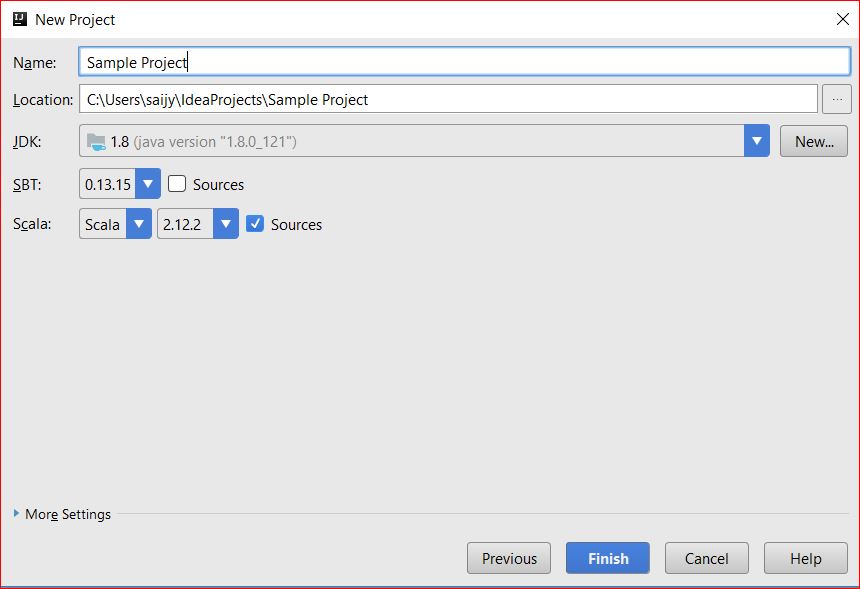 New Project
Name: Sample Project
Location: C:\Users\saijy\IdeaProjects\Sample Project ...
JDK: 1.8 (java version "1.8.0_121") New...
SBT: 0.13.15 Sources
Scala: Scala 2.12.2 Sources
More Settings
Previous Finish Cancel Help